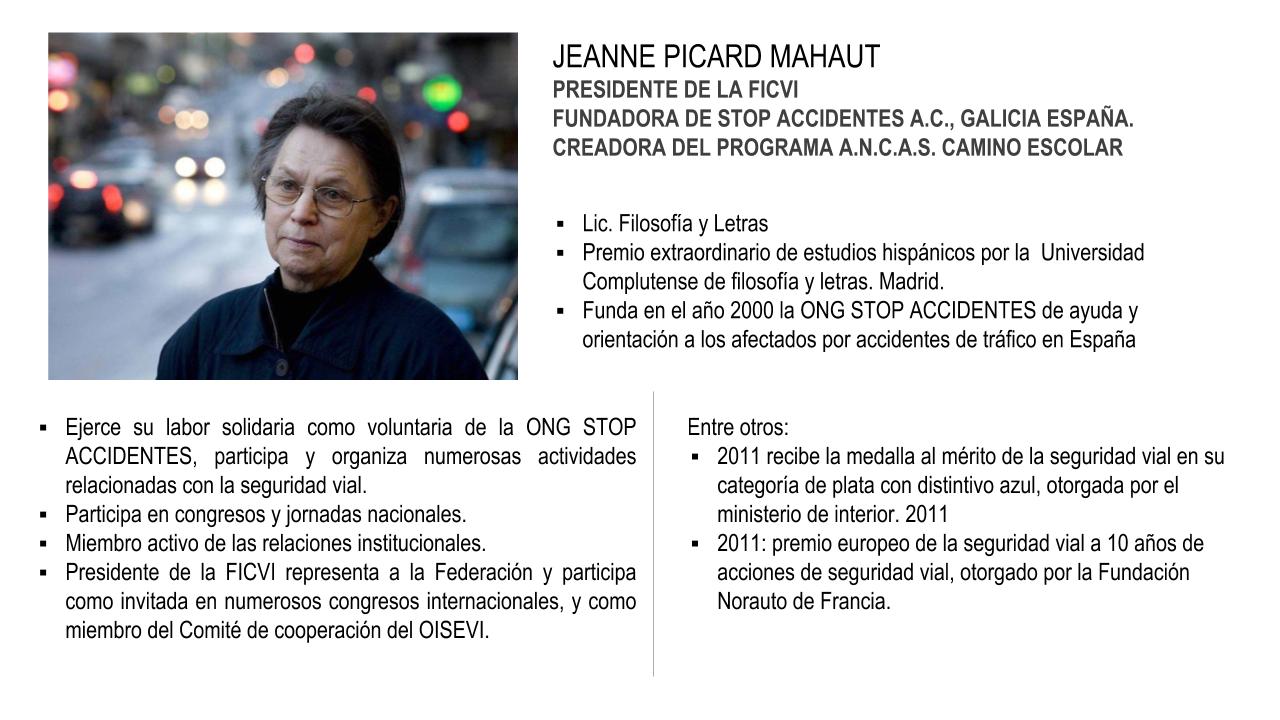 JEANNE PICARD MAHAUT
PRESIDENTE DE LA FICVI
FUNDADORA DE STOP ACCIDENTES A.C., GALICIA ESPAÑA.
CREADORA DEL PROGRAMA A.N.C.A.S. CAMINO ESCOLAR
▪ Lic. Filosofía y Letras
▪ Premio extraordinario de estudios hispánicos por la  Universidad
Complutense de filosofía y letras. Madrid.
▪ Funda en el año 2000 la ONG STOP ACCIDENTES de ayuda y
orientación a los afectados por accidentes de tráfico en España
▪ Ejerce su labor solidaria como voluntaria de la ONG STOP
ACCIDENTES, participa y organiza numerosas actividades
relacionadas con la seguridad vial.
▪ Participa en congresos y jornadas nacionales.
▪ Miembro activo de las relaciones institucionales.
▪ Presidente de la FICVI representa a la Federación y participa
como invitada en numerosos congresos internacionales, y como
miembro del Comité de cooperación del OISEVI.
Entre otros:
▪ 2011 recibe la medalla al mérito de la seguridad vial en su
categoría de plata con distintivo azul, otorgada por el
ministerio de interior. 2011
▪ 2011: premio europeo de la seguridad vial a 10 años de
acciones de seguridad vial, otorgado por la Fundación
Norauto de Francia.